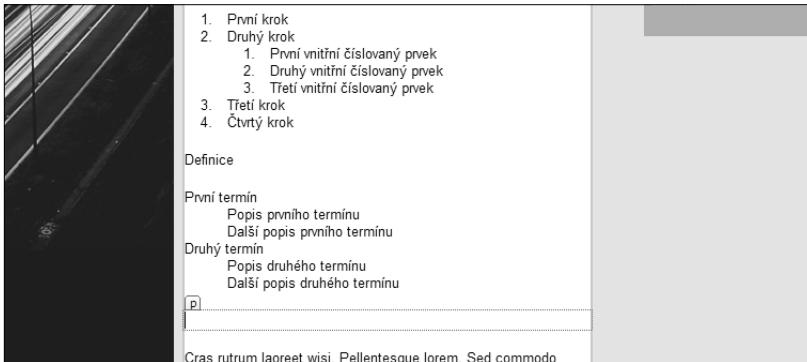 1. První krok
2. Druhý krok
1. První vnitřní číslovaný prvek
2. Druhý vnitřní číslovaný prvek
3. Třetí vnitřní číslovaný prvek
3. Třetí krok
4. Čtvrtý krok
Definice
První termín
Popis prvního termínu
Další popis prvního termínu
Druhý termín
Popis druhého termínu
Další popis druhého termínu
p
Cras rutrum laoreet wisi. Pellentesque lorem. Sed commodo